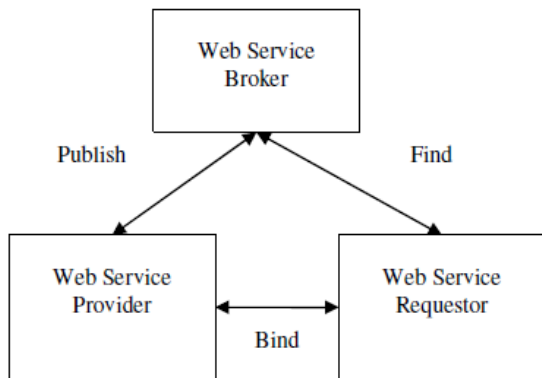 Web Service
Broker
Publish
Find
Web Service
Provider
Web Service
Requestor
Bind